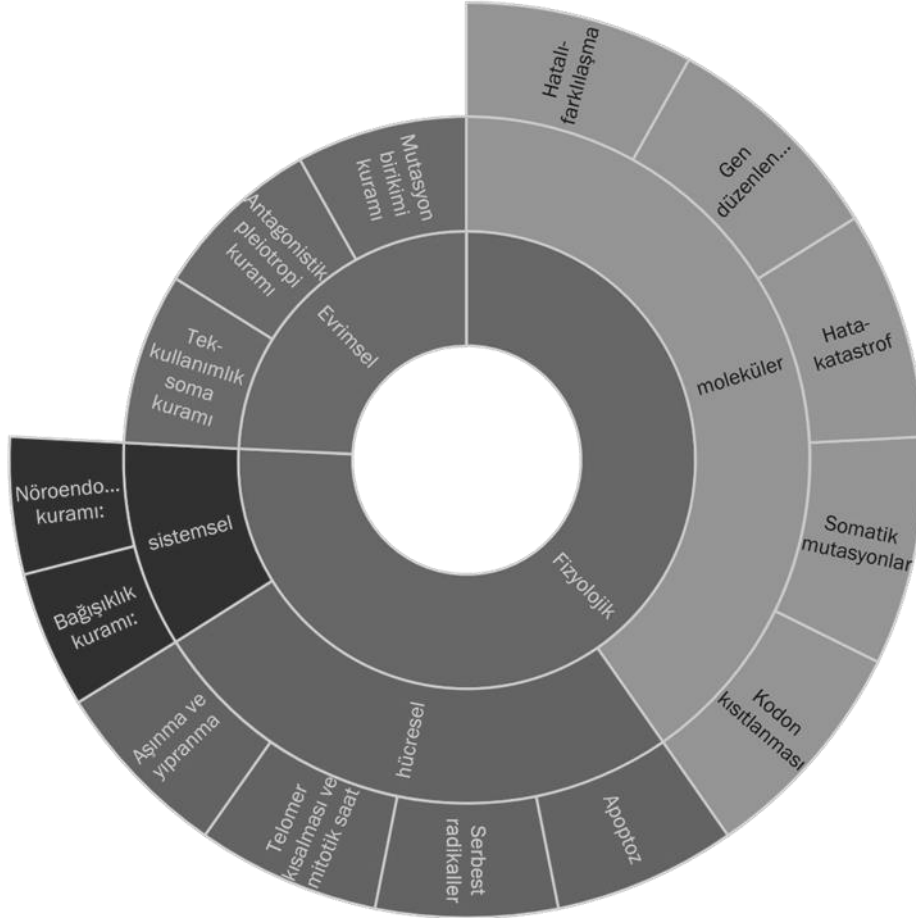 Evrimsel
Mutasyon
birikimi
kuramı
Antagonistik
pleiotropi
kuramı
Tek-
kullanımlık
soma
kuramı
Fizyolojik
moleküler
Hatalı-
farklılaşma
Gen
düzenlen...
Hata-
katastrof
Somatik
mutasyonlar
Kodon
kısıtlanması
hücresel
Apoptoz
Serbest
radikaller
Telomer
kısalması ve
mitotik saat
Aşınma ve
yıpranma
sistemsel
Bağışıklık
kuramı:
Nöroendo...
kuramı: